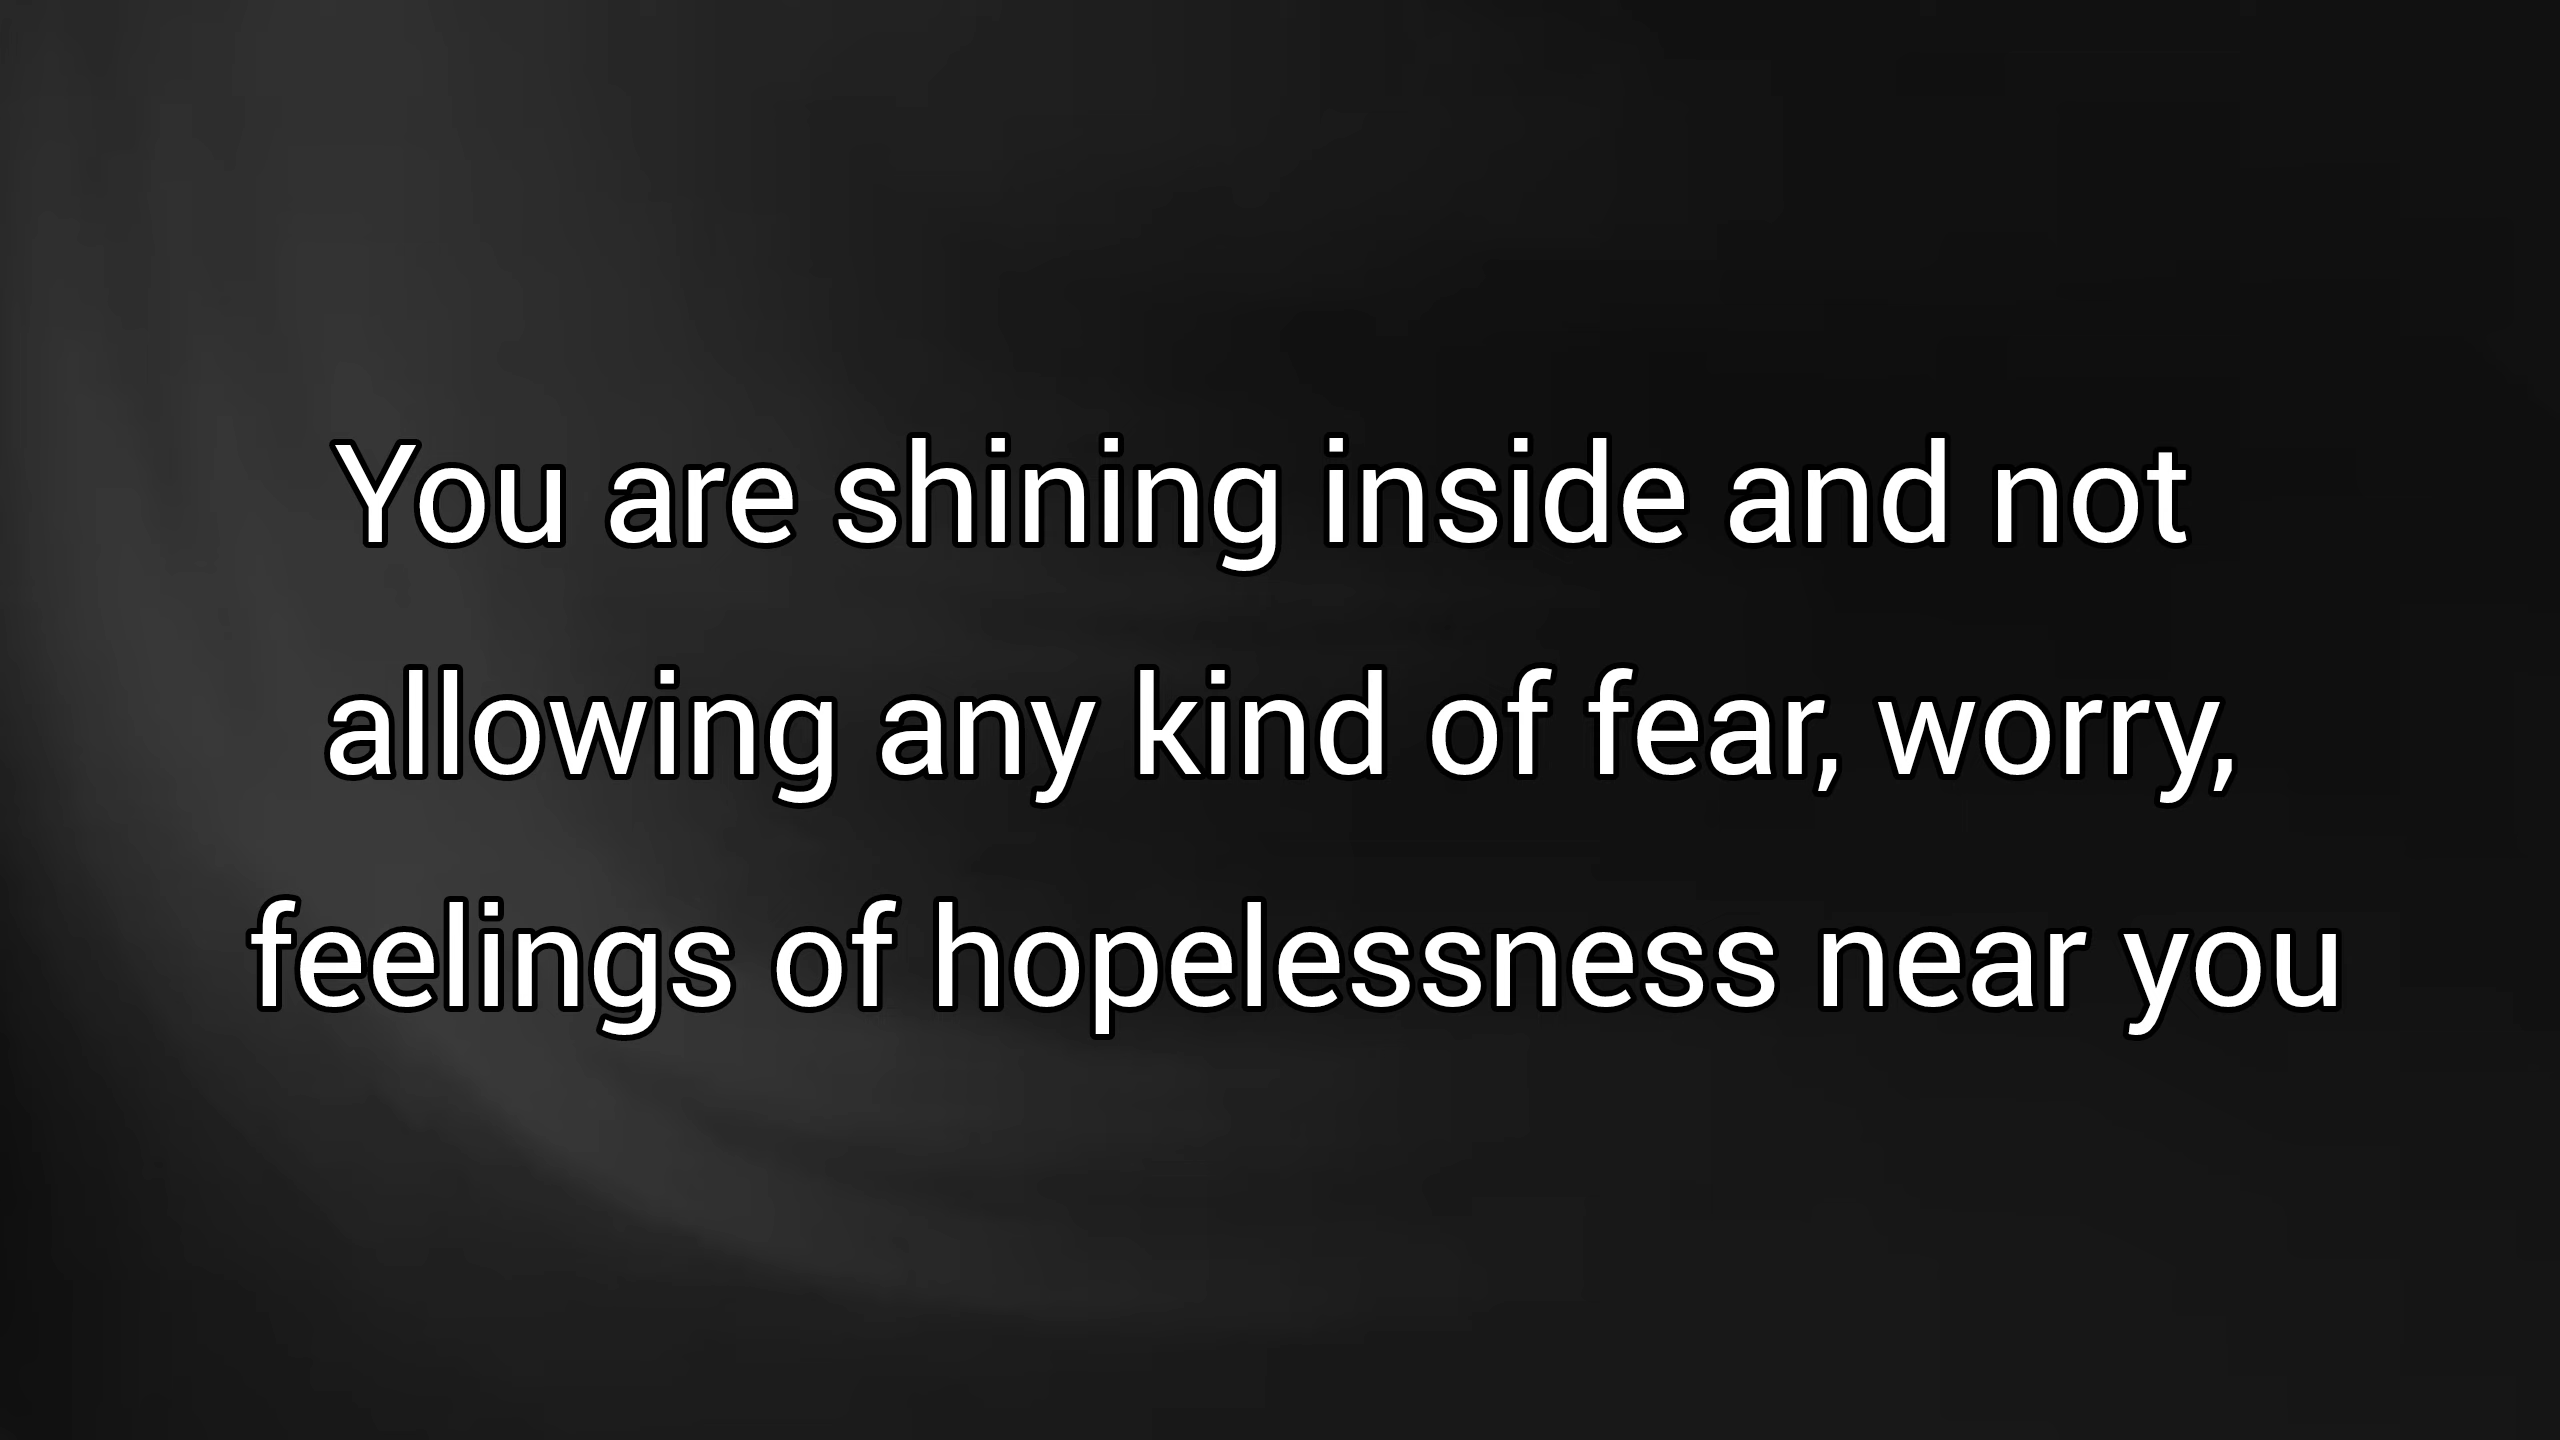 You are shining inside and not
allowing any kind of fear, worry,
feelings of hopelessness near you